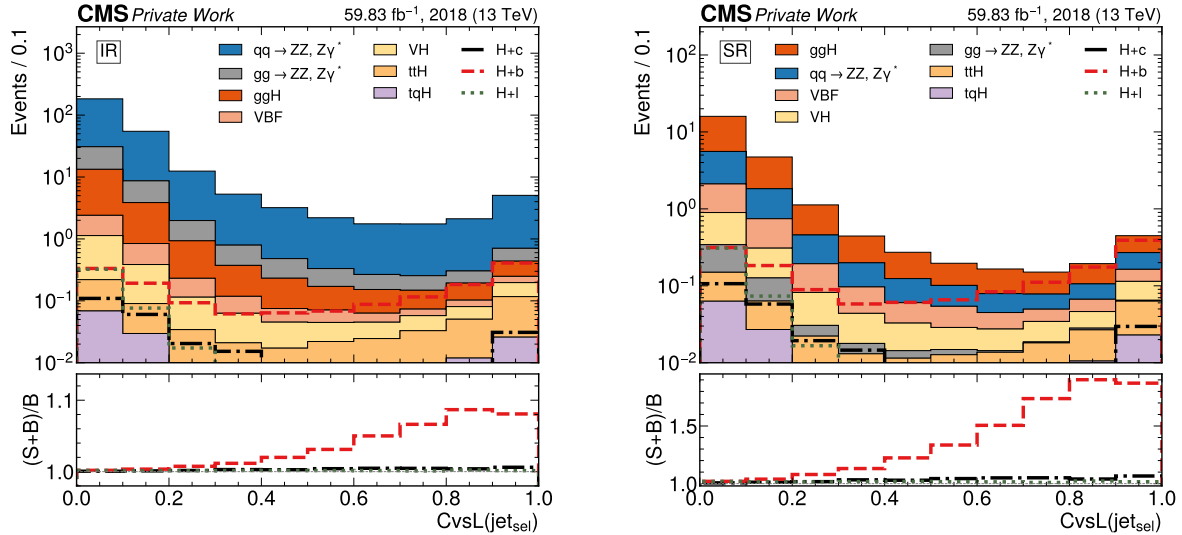 CMS Private Work
59.83 fb⁻¹, 2018 (13 TeV)
Events / 0.1
IR
qq→ZZ, Zγ*
gg→ZZ, Zγ*
ggH
VBF
VH
ttH
tqH
H+c
H+b
H+l
10³
10²
10¹
10⁰
10⁻¹
10⁻²
(S+B)/B
1.1
1.0
0.0 0.2 0.4 0.6 0.8 1.0
CvsL(jet_sel)
CMS Private Work
59.83 fb⁻¹, 2018 (13 TeV)
Events / 0.1
SR
ggH
qq→ZZ, Zγ*
VBF
VH
gg→ZZ, Zγ*
ttH
tqH
H+c
H+b
H+l
10²
10¹
10⁰
10⁻¹
10⁻²
(S+B)/B
1.5
1.0
0.0 0.2 0.4 0.6 0.8 1.0
CvsL(jet_sel)